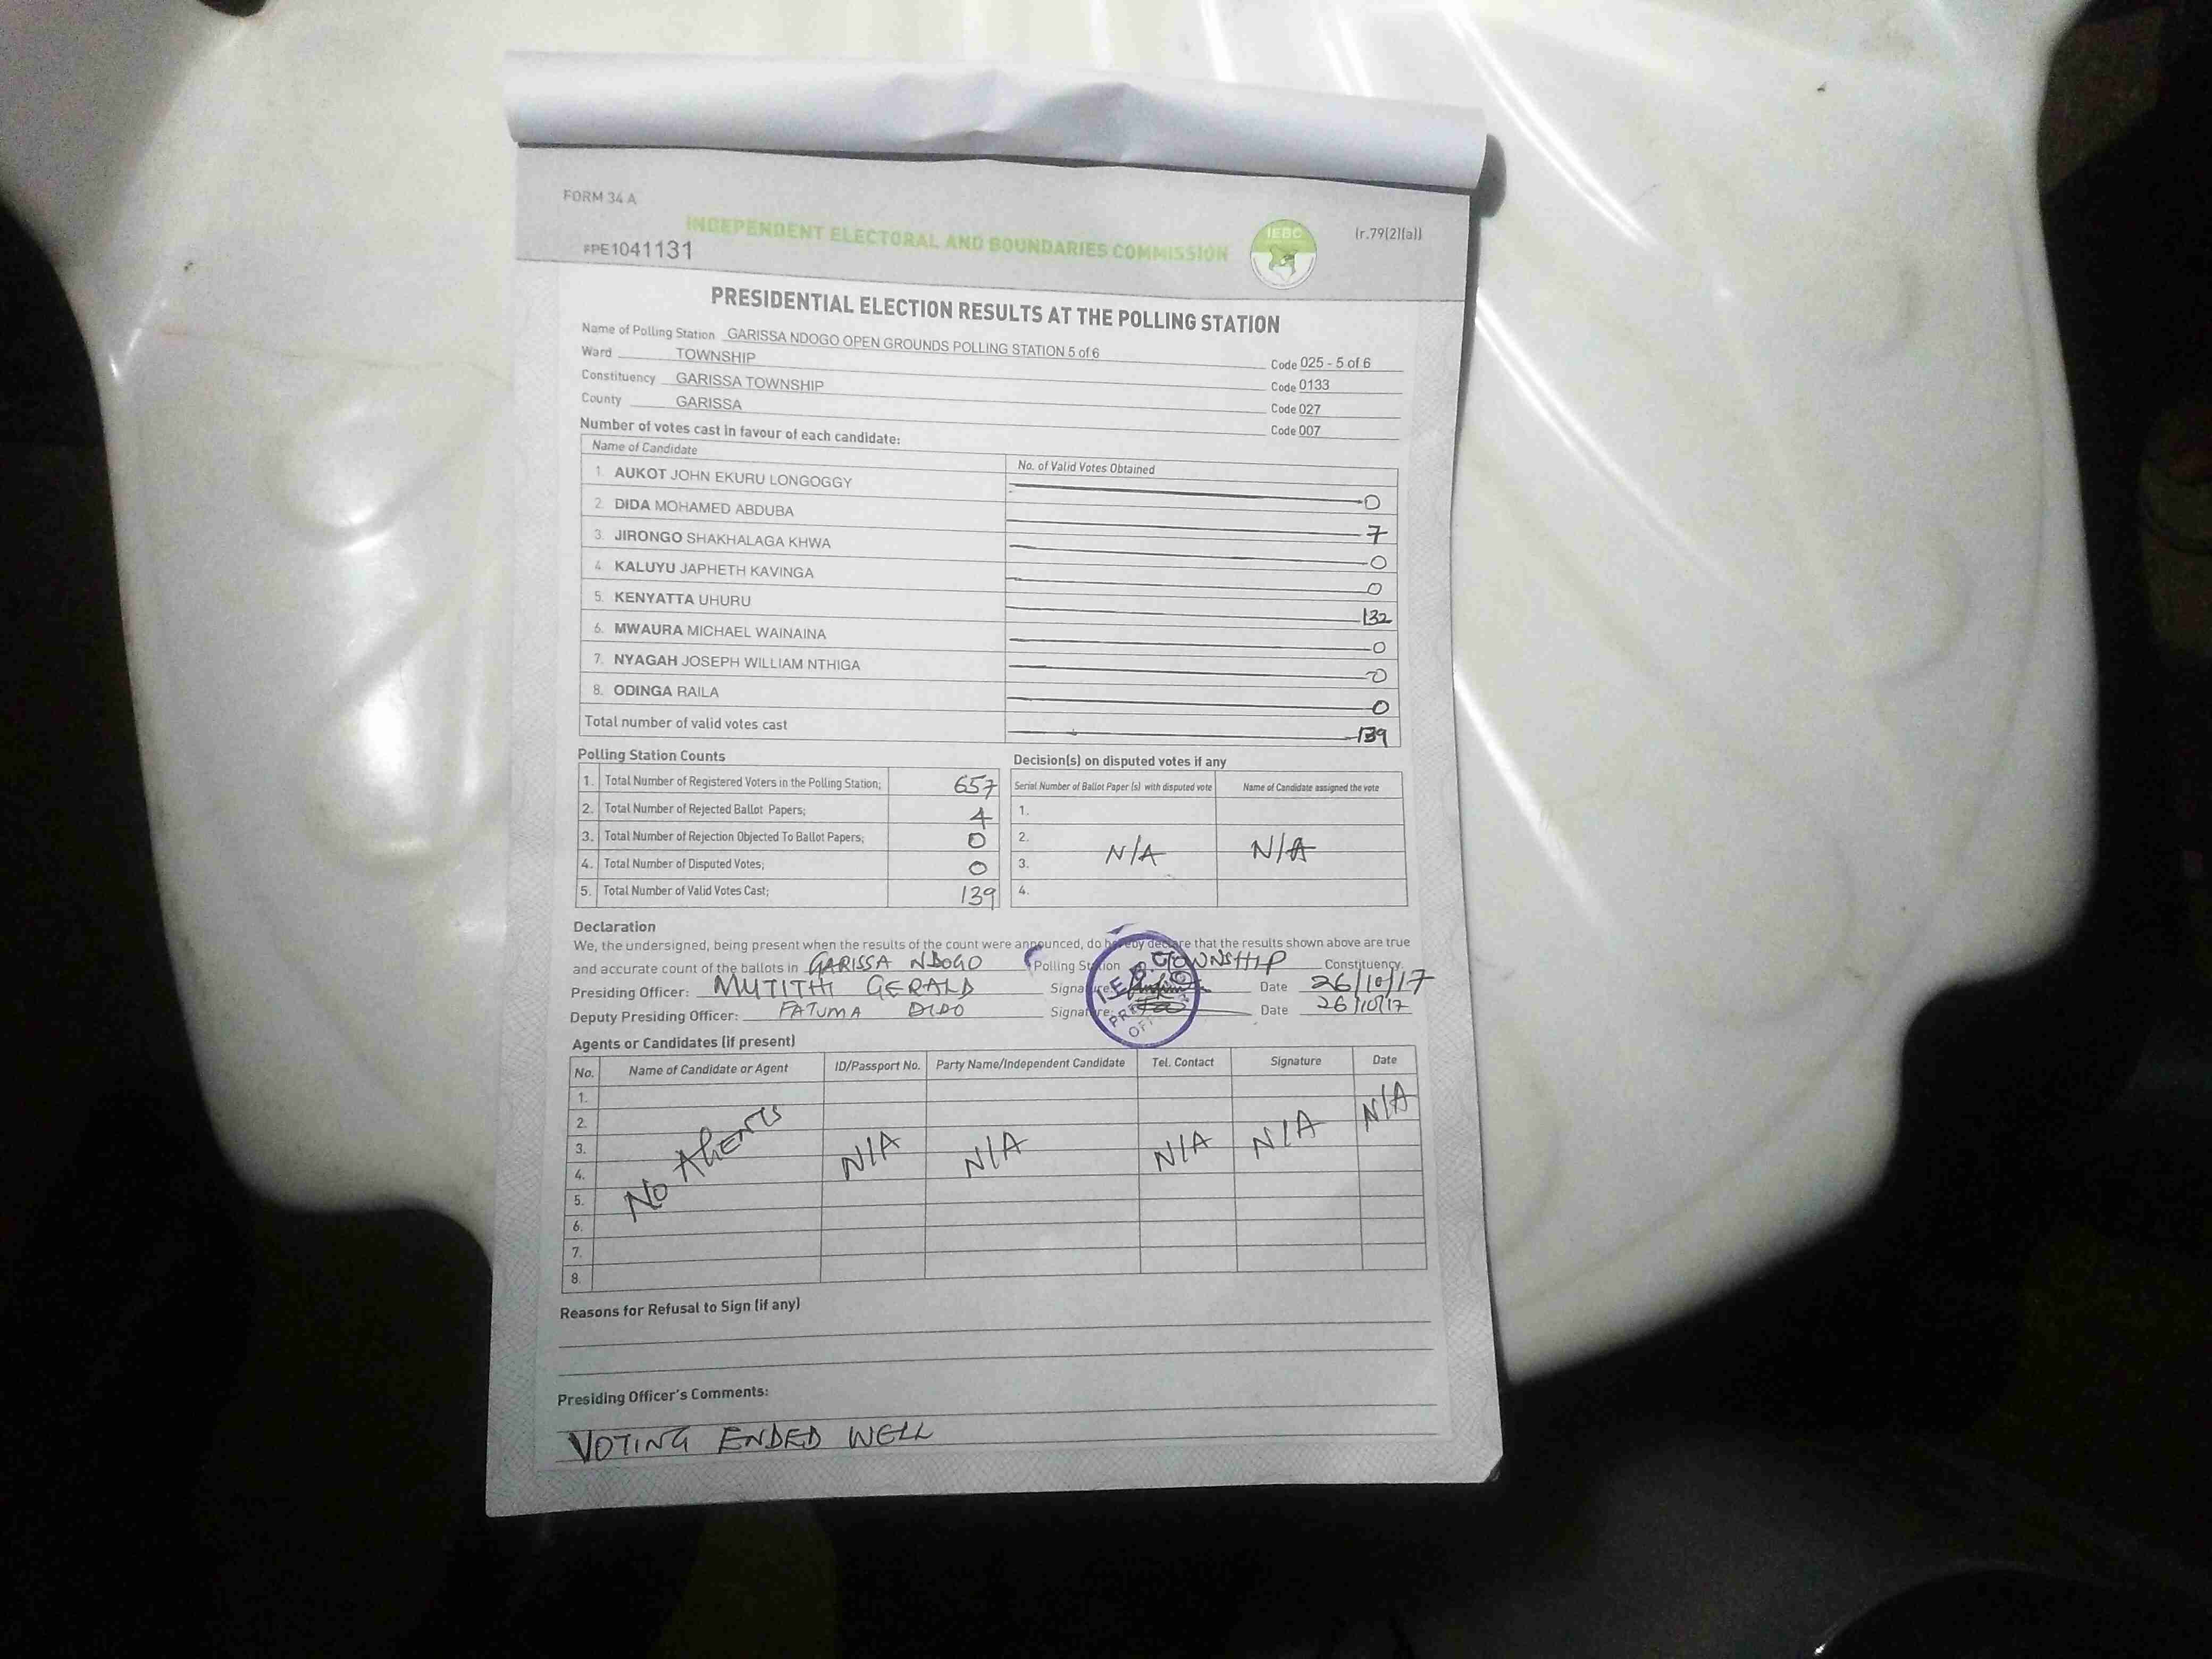 FORM 34 A
INDEPENDENT ELECTORAL AND BOUNDARIES COMMISSION
IEBC
(r.79(2)(a))
#PE1041131
PRESIDENTIAL ELECTION RESULTS AT THE POLLING STATION
Name of Polling Station GARISSA NDOGO OPEN GROUNDS POLLING STATION 5 of 6 Code 025 - 5 of 6
Ward TOWNSHIP Code 0133
Constituency GARISSA TOWNSHIP Code 027
County GARISSA Code 007
Number of votes cast in favour of each candidate:
Name of Candidate No. of Valid Votes Obtained
1. AUKOT JOHN EKURU LONGOGGY 0
2. DIDA MOHAMED ABDUBA 7
3. JIRONGO SHAKHALAGA KHWA 0
4. KALUYU JAPHETH KAVINGA 0
5. KENYATTA UHURU 132
6. MWAURA MICHAEL WAINAINA 0
7. NYAGAH JOSEPH WILLIAM NTHIGA 0
8. ODINGA RAILA 0
Total number of valid votes cast 139
Polling Station Counts
1. Total Number of Registered Voters in the Polling Station; 657
2. Total Number of Rejected Ballot Papers; 4
3. Total Number of Rejection Objected To Ballot Papers; 0
4. Total Number of Disputed Votes; 0
5. Total Number of Valid Votes Cast; 139
Decision(s) on disputed votes if any
Serial Number of Ballot Paper (s) with disputed vote Name of Candidate assigned the vote
1.
2.
N/A N/A
3.
4.
Declaration
We, the undersigned, being present when the results of the count were announced, do hereby declare that the results shown above are true
and accurate count of the ballots in GARISSA NDOGO Polling Station TOWNSHIP Constituency.
Presiding Officer: MUTITHI GERALD Signature: Date 26/10/17
Deputy Presiding Officer: FATUMA DIDO Signature: Date 26/10/17
Agents or Candidates (if present)
No. Name of Candidate or Agent ID/Passport No. Party Name/Independent Candidate Tel. Contact Signature Date
1.
2.
3.
4.
5.
6.
7.
8.
NO AGENTS N/A N/A N/A N/A N/A
Reasons for Refusal to Sign (if any)
Presiding Officer's Comments:
VOTING ENDED WELL